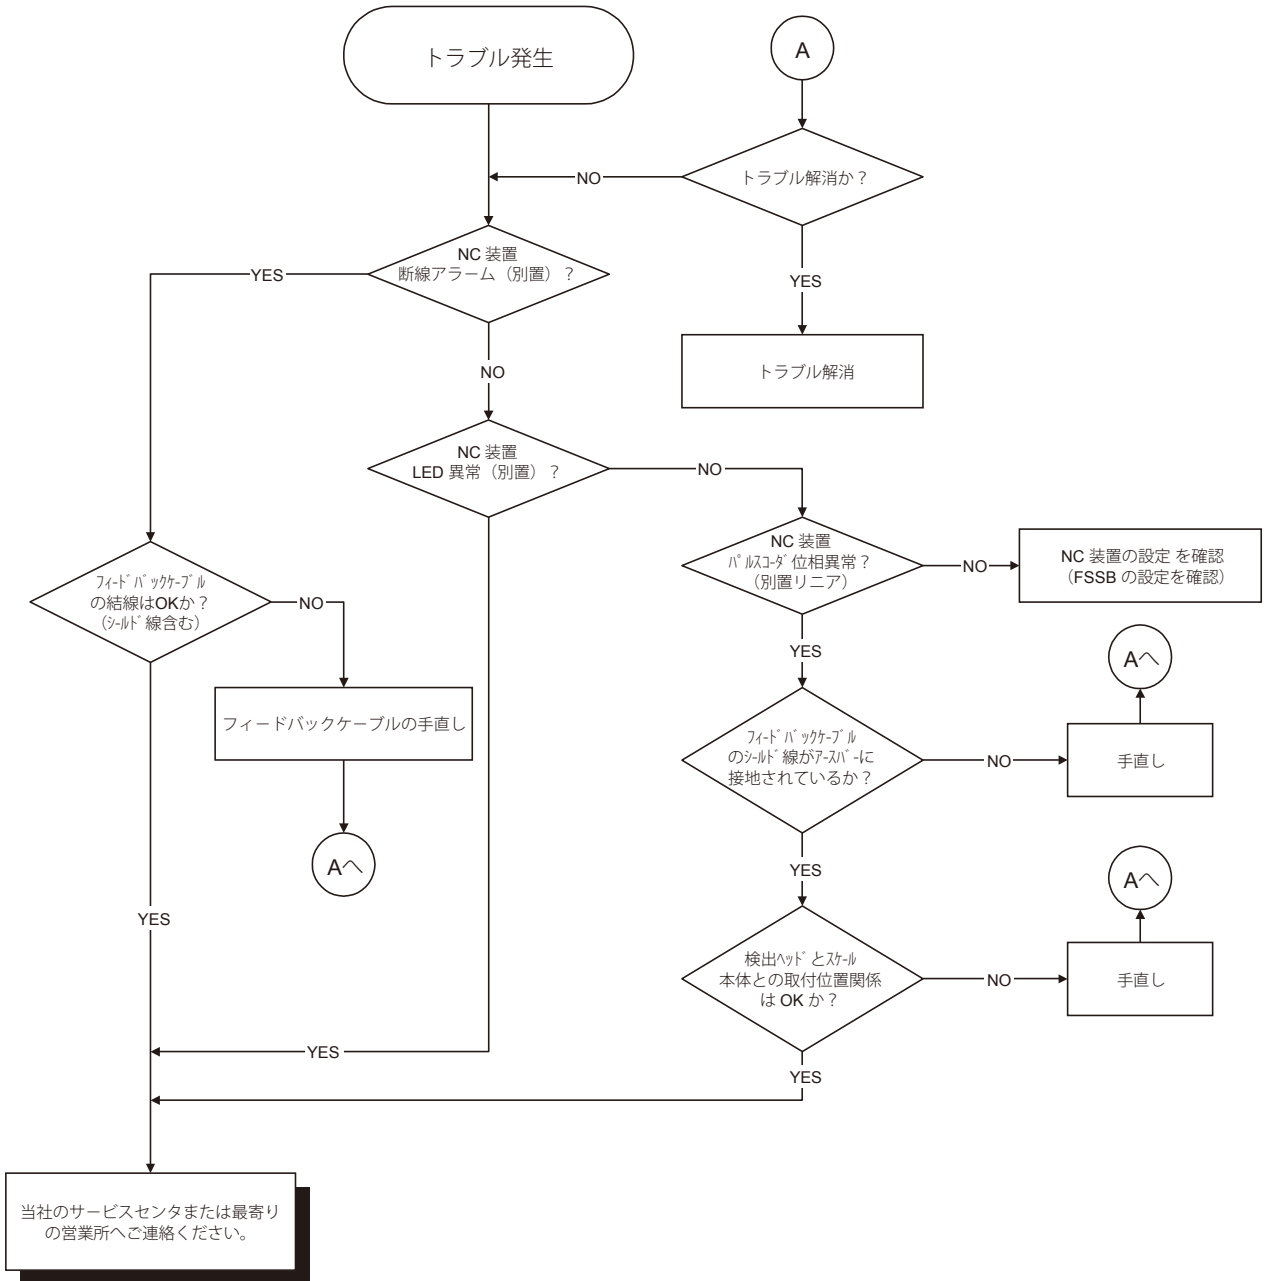 トラブル発生
A
トラブル解消か？
NO
YES
トラブル解消
NC 装置
断線アラーム（別置）？
YES
NO
NC 装置
LED 異常（別置）？
NO
NC 装置
ﾊﾟﾙｽｺｰﾀﾞ位相異常？
（別置リニア）
NO
NC 装置の設定 を確認
（FSSB の設定を確認）
YES
ﾌｨｰﾄﾞﾊﾞｯｸｹｰﾌﾞﾙ
の結線はOKか？
（ｼｰﾙﾄﾞ線含む）
NO
フィードバックケーブルの手直し
Aへ
YES
ﾌｨｰﾄﾞﾊﾞｯｸｹｰﾌﾞﾙ
のｼｰﾙﾄﾞ線がｱｰｽﾊﾞｰに
接地されているか？
NO
手直し
Aへ
YES
検出ﾍｯﾄﾞとｽｹｰﾙ
本体との取付位置関係
は OK か？
NO
手直し
Aへ
YES
YES
当社のサービスセンタまたは最寄り
の営業所へご連絡ください。